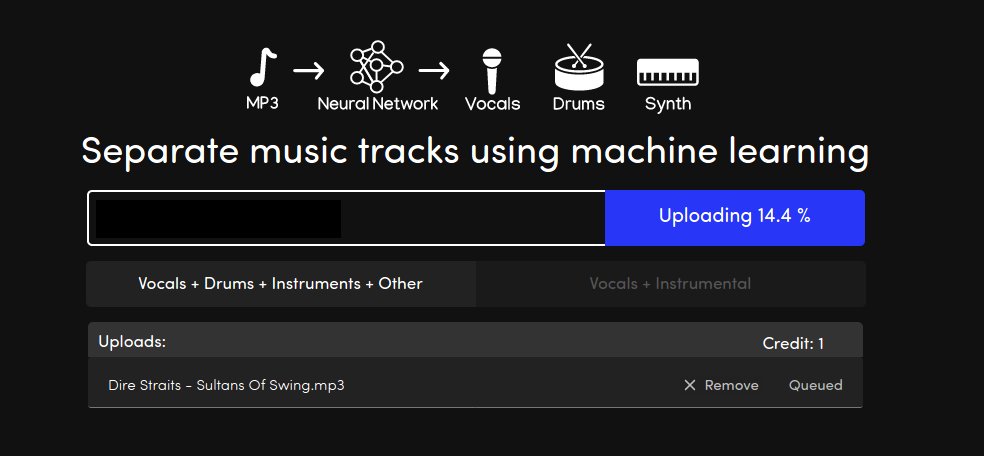 MP3 Neural Network Vocals Drums Synth
Separate music tracks using machine learning
Uploading 14.4 %
Vocals + Drums + Instruments + Other Vocals + Instrumental
Uploads: Credit: 1
Dire Straits - Sultans Of Swing.mp3 × Remove Queued